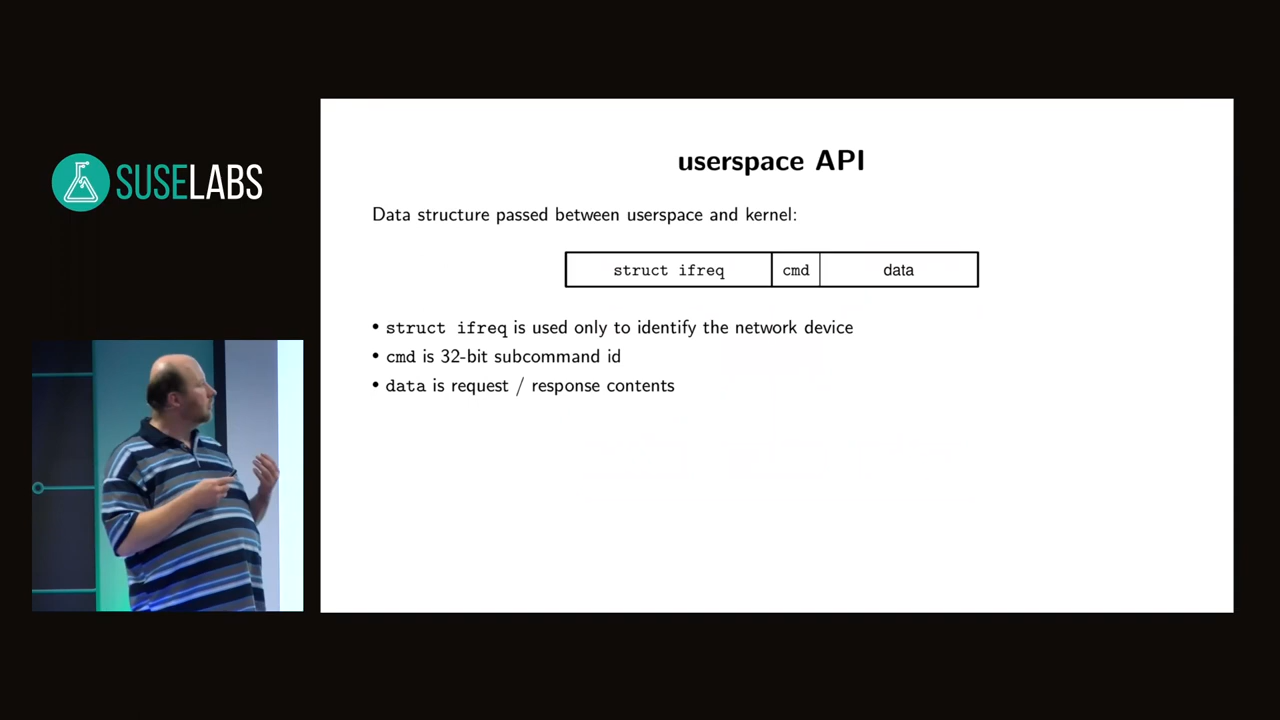 SUSELABS
userspace API
Data structure passed between userspace and kernel:
struct ifreq cmd data
• struct ifreq is used only to identify the network device
• cmd is 32-bit subcommand id
• data is request / response contents